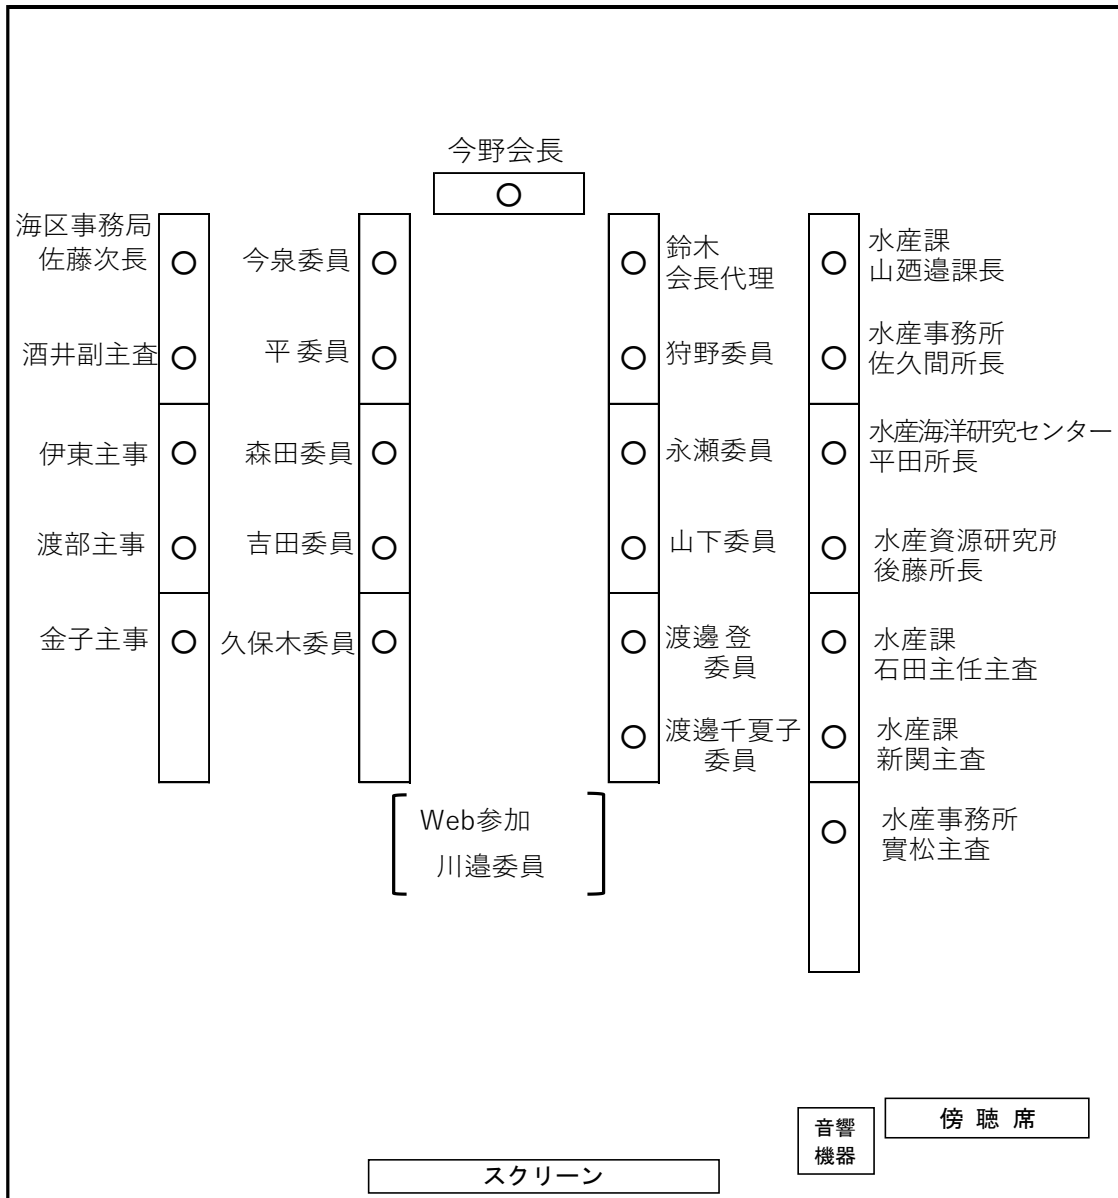 今野会長
海区事務局
佐藤次長
今泉委員
鈴木
会長代理
水産課
山廼邉課長
酒井副主査
平 委員
狩野委員
水産事務所
佐久間所長
伊東主事
森田委員
永瀬委員
水産海洋研究センター
平田所長
渡部主事
吉田委員
山下委員
水産資源研究所
後藤所長
金子主事
久保木委員
渡邊 登
委員
水産課
石田主任主査
渡邊千夏子
委員
水産課
新関主査
Web参加
川邉委員
水産事務所
實松主査
音響
機器
傍 聴 席
スクリーン